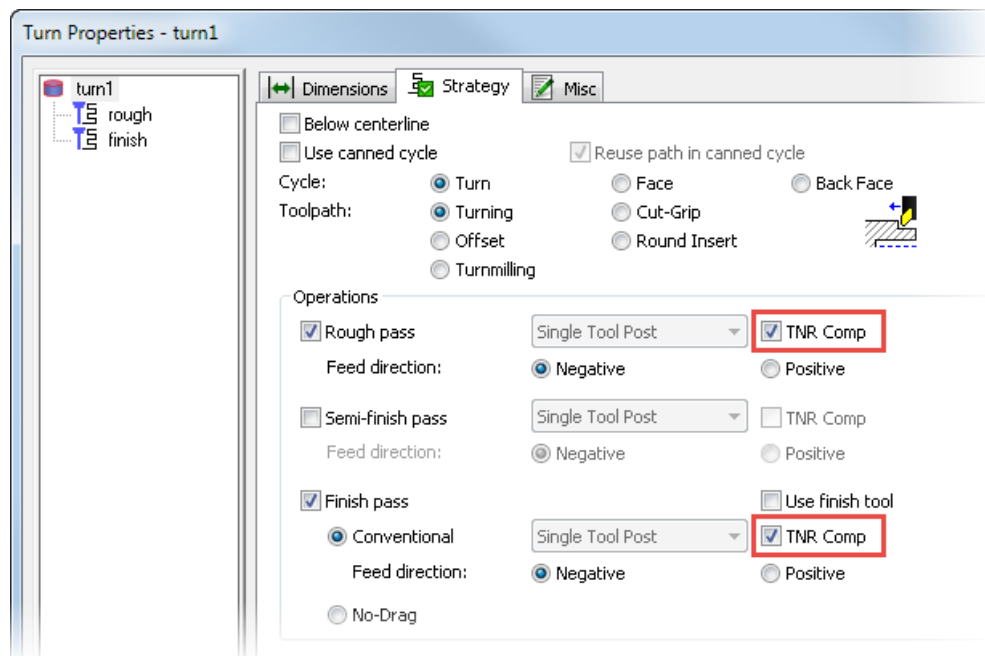 Turn Properties - turn1
turn1
rough
finish
Dimensions Strategy Misc
Below centerline
Use canned cycle Reuse path in canned cycle
Cycle: Turn Face Back Face
Toolpath: Turning Cut-Grip
Offset Round Insert
Turnmilling
Operations
Rough pass Single Tool Post TNR Comp
Feed direction: Negative Positive
Semi-finish pass Single Tool Post TNR Comp
Feed direction: Negative Positive
Finish pass Use finish tool
Conventional Single Tool Post TNR Comp
Feed direction: Negative Positive
No-Drag